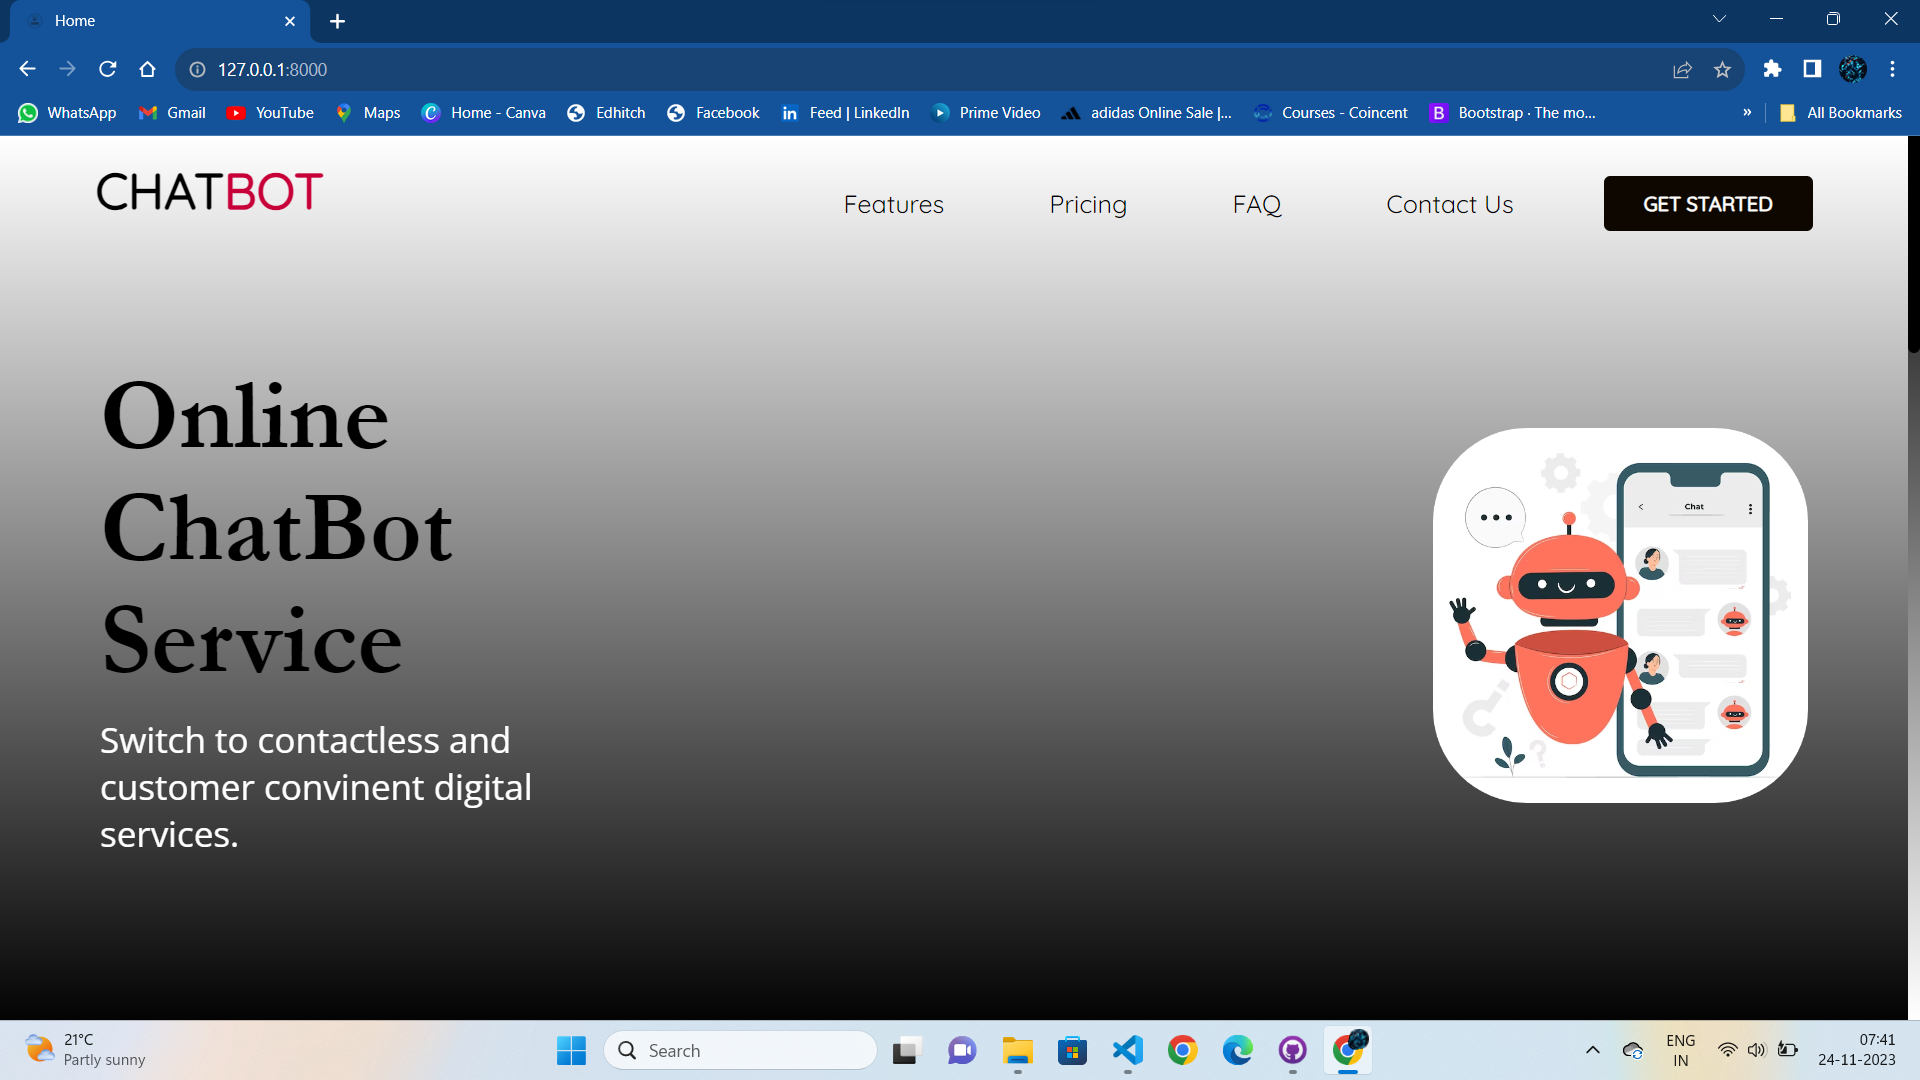 Home
127.0.0.1:8000
WhatsApp
Gmail
YouTube
Maps
Home - Canva
Edhitch
Facebook
Feed | LinkedIn
Prime Video
adidas Online Sale |...
Courses - Coincent
Bootstrap · The mo...
»
All Bookmarks
CHATBOT
Features
Pricing
FAQ
Contact Us
GET STARTED
Online
ChatBot
Service
Switch to contactless and
customer convinent digital
services.
Chat
21°C
Partly sunny
Search
ENG
IN
07:41
24-11-2023